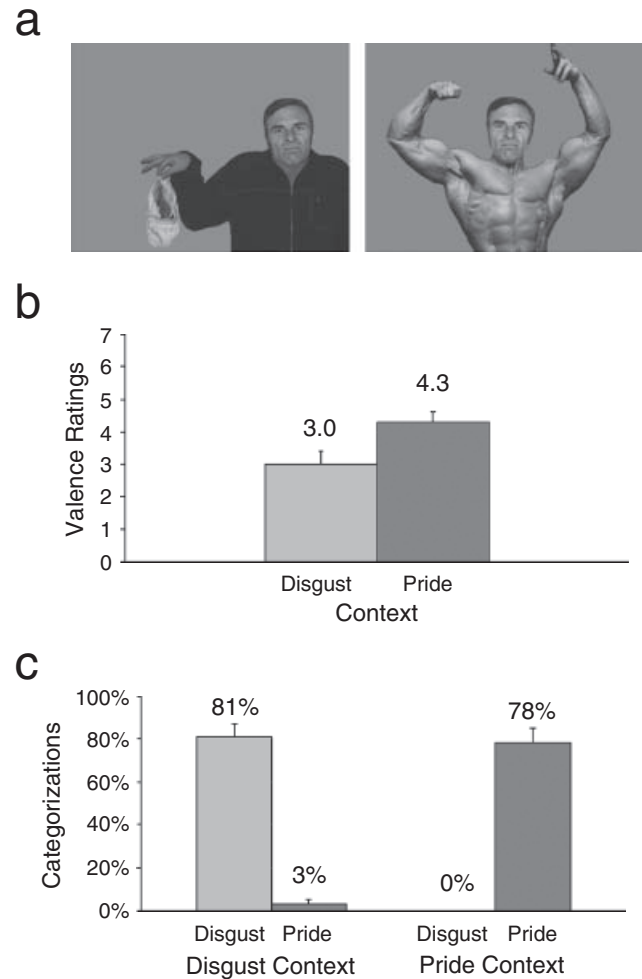 a
b
7
6
5
4
3
2
1
0
Valence Ratings
3.0
4.3
Disgust
Pride
Context
c
100%
80%
60%
40%
20%
0%
Categorizations
81%
3%
0%
78%
Disgust Pride
Disgust Pride
Disgust Context
Pride Context